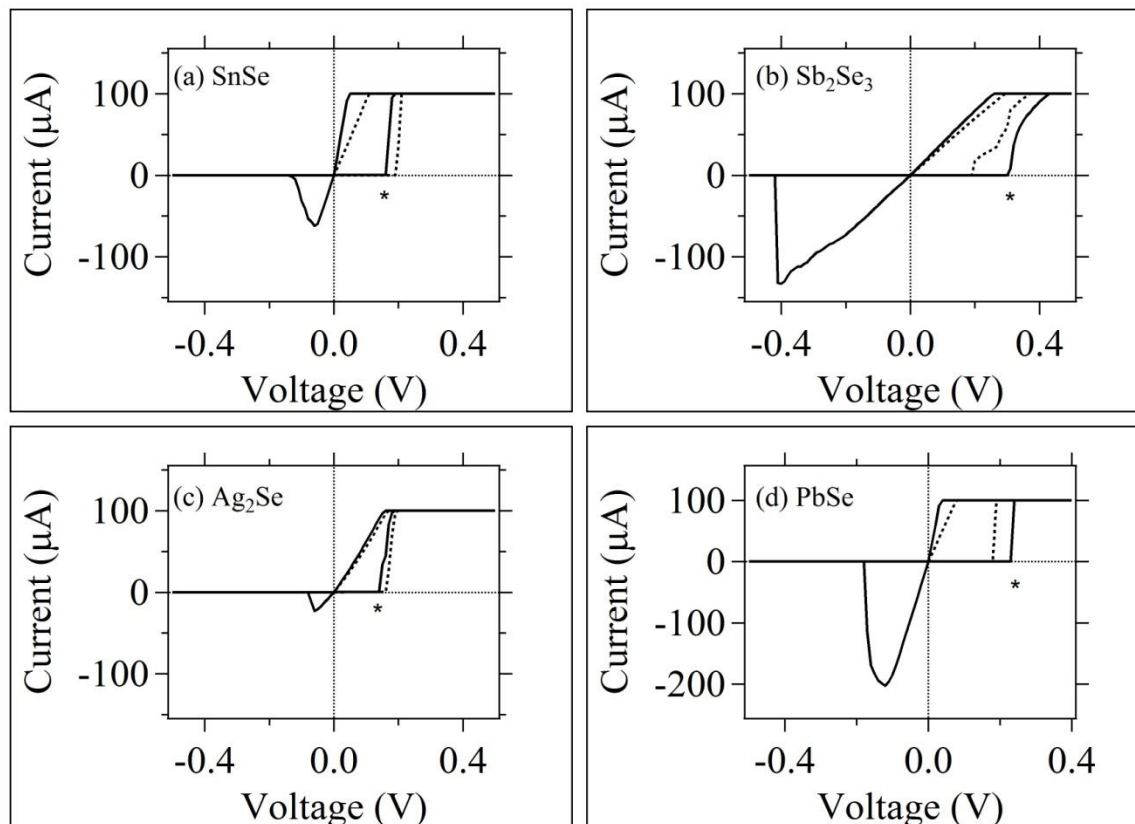 (a) SnSe
Current (μA)
100
0
-100
-0.4 0.0 0.4
Voltage (V)
*
(b) Sb₂Se₃
Current (μA)
100
0
-100
-0.4 0.0 0.4
Voltage (V)
*
(c) Ag₂Se
Current (μA)
100
0
-100
-0.4 0.0 0.4
Voltage (V)
*
(d) PbSe
Current (μA)
100
0
-100
-200
-0.4 0.0 0.4
Voltage (V)
*